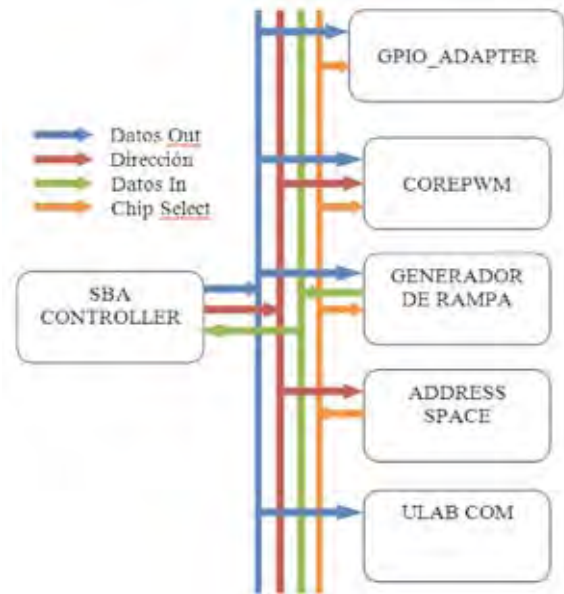 GPIO_ADAPTER
Datos Out
Dirección
Datos In
Chip Select
COREPWM
SBA
CONTROLLER
GENERADOR
DE RAMPA
ADDRESS
SPACE
ULAB COM